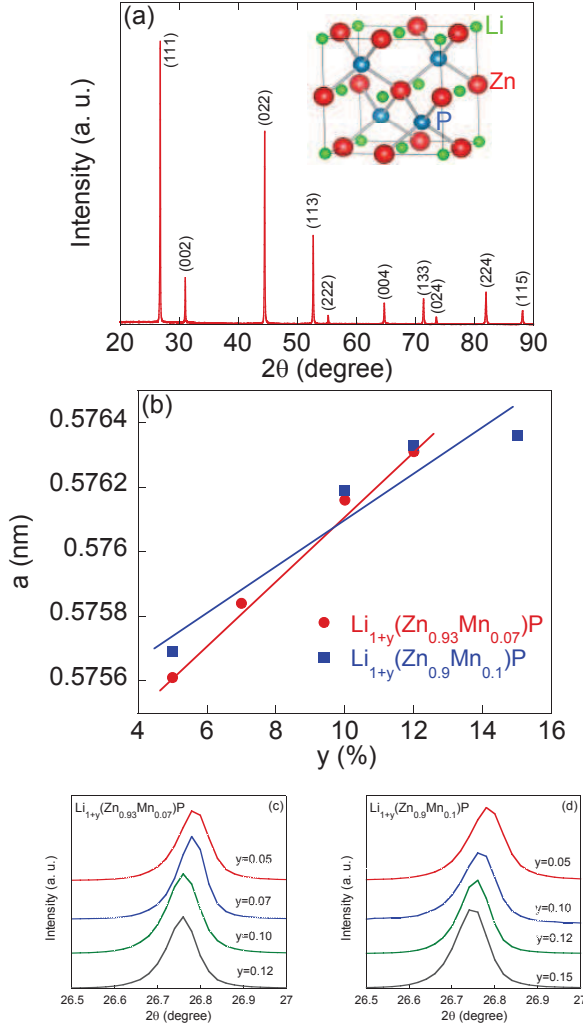 (a)
Li
Zn
P
(111)
(002)
(022)
(113)
(222)
(004)
(133)
(024)
(224)
(115)
Intensity (a. u.)
20 30 40 50 60 70 80 90
2θ (degree)
(b)
0.5764
0.5762
0.576
0.5758
0.5756
a (nm)
Li1+y(Zn0.93Mn0.07)P
Li1+y(Zn0.9Mn0.1)P
4 6 8 10 12 14 16
y (%)
Li1+y(Zn0.93Mn0.07)P (c)
y=0.05
y=0.07
y=0.10
y=0.12
Intensity (a. u.)
26.5 26.6 26.7 26.8 26.9 27
2θ (degree)
Li1+y(Zn0.9Mn0.1)P (d)
y=0.05
y=0.10
y=0.12
y=0.15
Intensity (a. u.)
26.5 26.6 26.7 26.8 26.9 27
2θ (degree)